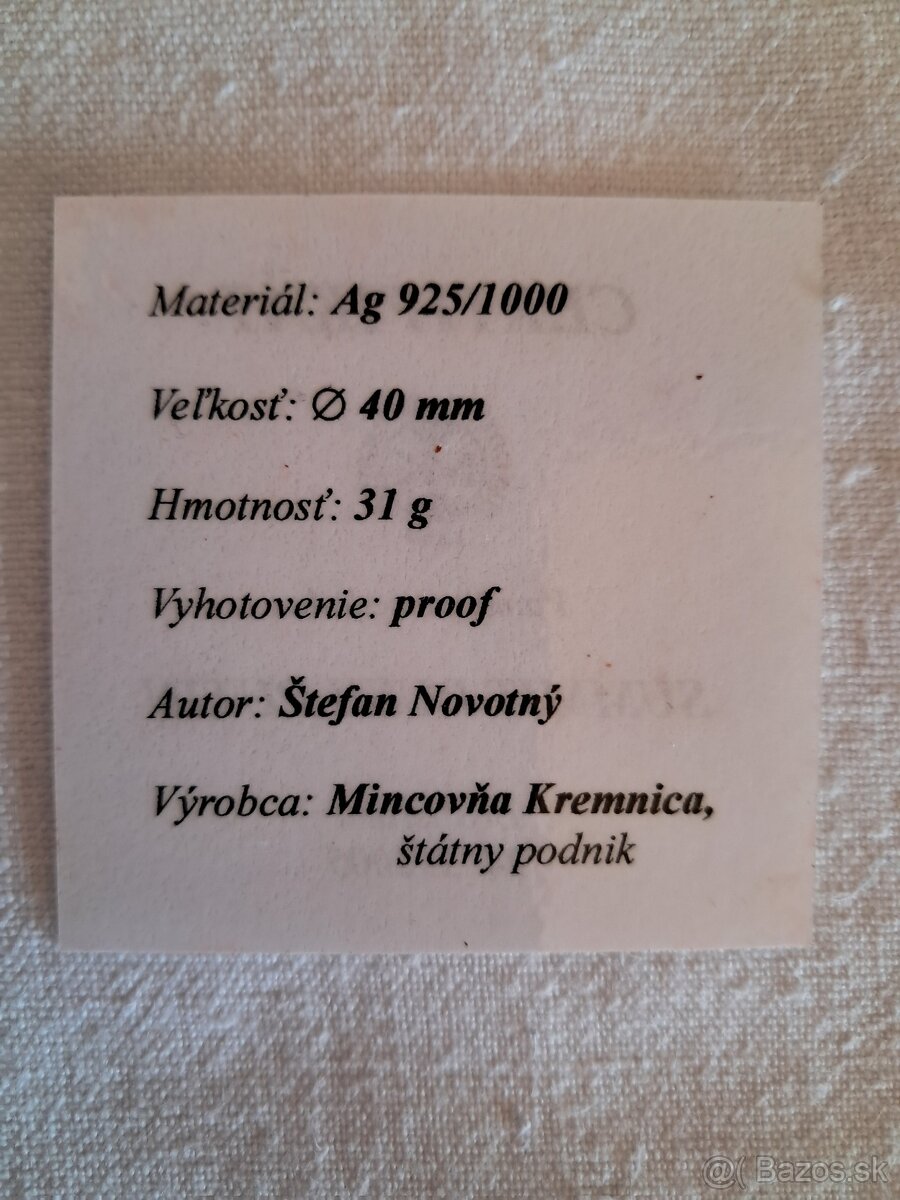 Materiál: Ag 925/1000
Veľkosť: Ø 40 mm
Hmotnosť: 31 g
Vyhotovenie: proof
Autor: Štefan Novotný
Výrobca: Mincovňa Kremnica,
štátny podnik
@( Bazos.sk